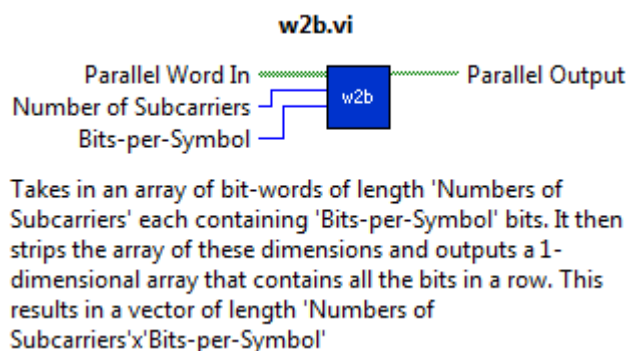 w2b.vi
Parallel Word In
w2b
Parallel Output
Number of Subcarriers
Bits-per-Symbol
Takes in an array of bit-words of length 'Numbers of
Subcarriers' each containing 'Bits-per-Symbol' bits. It then
strips the array of these dimensions and outputs a 1-
dimensional array that contains all the bits in a row. This
results in a vector of length 'Numbers of
Subcarriers'x'Bits-per-Symbol'